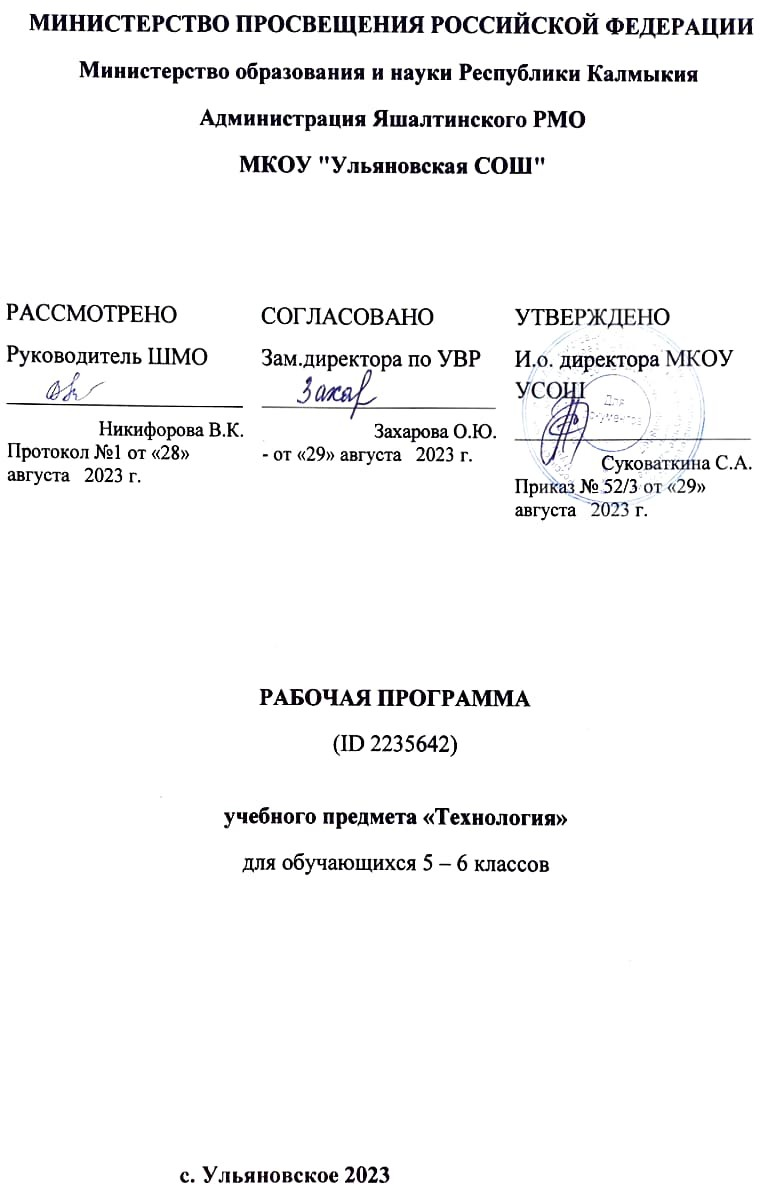 МИНИСТЕРСТВО ПРОСВЕЩЕНИЯ РОССИЙСКОЙ ФЕДЕРАЦИИ
Министерство образования и науки Республики Калмыкия
Администрация Яшалтинского РМО
МКОУ "Ульяновская СОШ"
РАССМОТРЕНО
Руководитель ШМО
Никифорова В.К.
Протокол №1 от «28»
августа 2023 г.
СОГЛАСОВАНО
Зам.директора по УВР
Захар
Захарова О.Ю.
- от «29» августа 2023 г.
УТВЕРЖДЕНО
И.о. директора МКОУ
УСОШ
Для
Суковаткина С.А.
Приказ № 52/3 от «29»
августа 2023 г.
РАБОЧАЯ ПРОГРАММА
(ID 2235642)
учебного предмета «Технология»
для обучающихся 5 – 6 классов
с. Ульяновское 2023